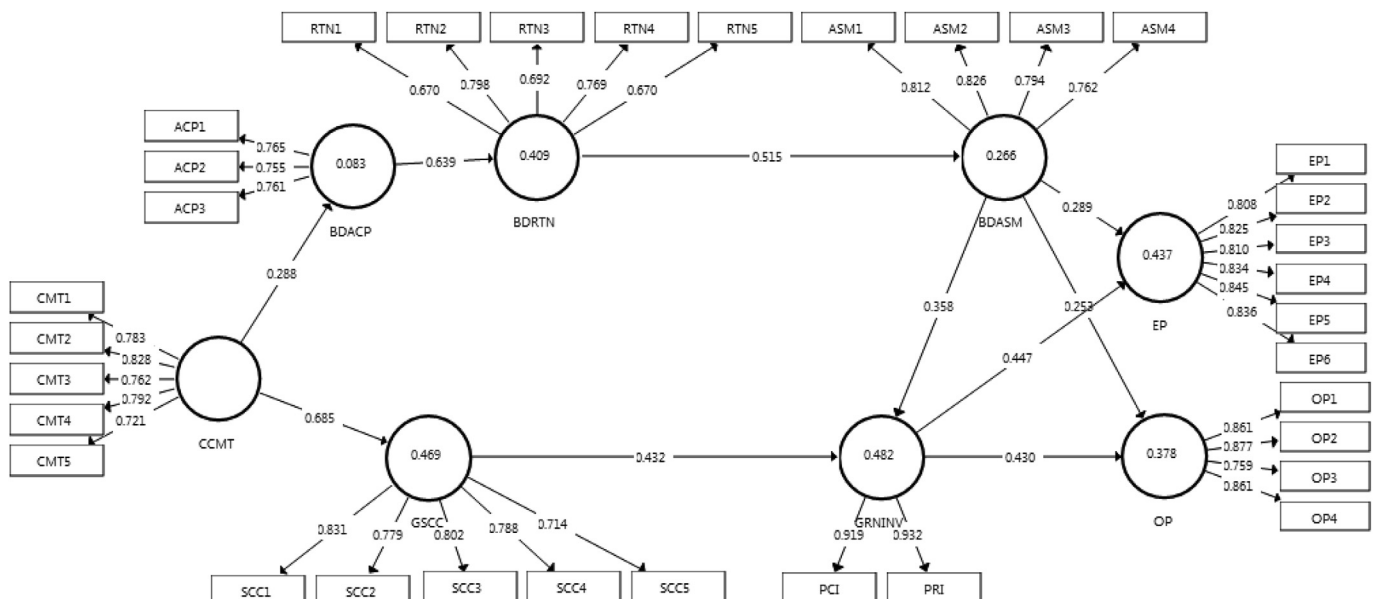 RTN1 RTN2 RTN3 RTN4 RTN5 ASM1 ASM2 ASM3 ASM4
0.670 0.798 0.692 0.769 0.670 0.812 0.826 0.794 0.762
ACP1
ACP2
ACP3
0.765
0.755
0.761
0.083
BDACP
0.639
0.409
BDRTN
0.515
0.266
BDASM
0.289
0.437
EP
0.808
0.825
0.810
0.834
0.845
0.836
EP1
EP2
EP3
EP4
EP5
EP6
0.288
0.358
0.253
0.447
CMT1
CMT2
CMT3
CMT4
CMT5
0.783
0.828
0.762
0.792
0.721
CCMT
0.685
0.469
GSCC
0.432
0.482
GRNINV
0.430
0.378
OP
0.861
0.877
0.759
0.861
OP1
OP2
OP3
OP4
0.831 0.779 0.802 0.788 0.714
0.919 0.932
SCC1 SCC2 SCC3 SCC4 SCC5
PCI PRI